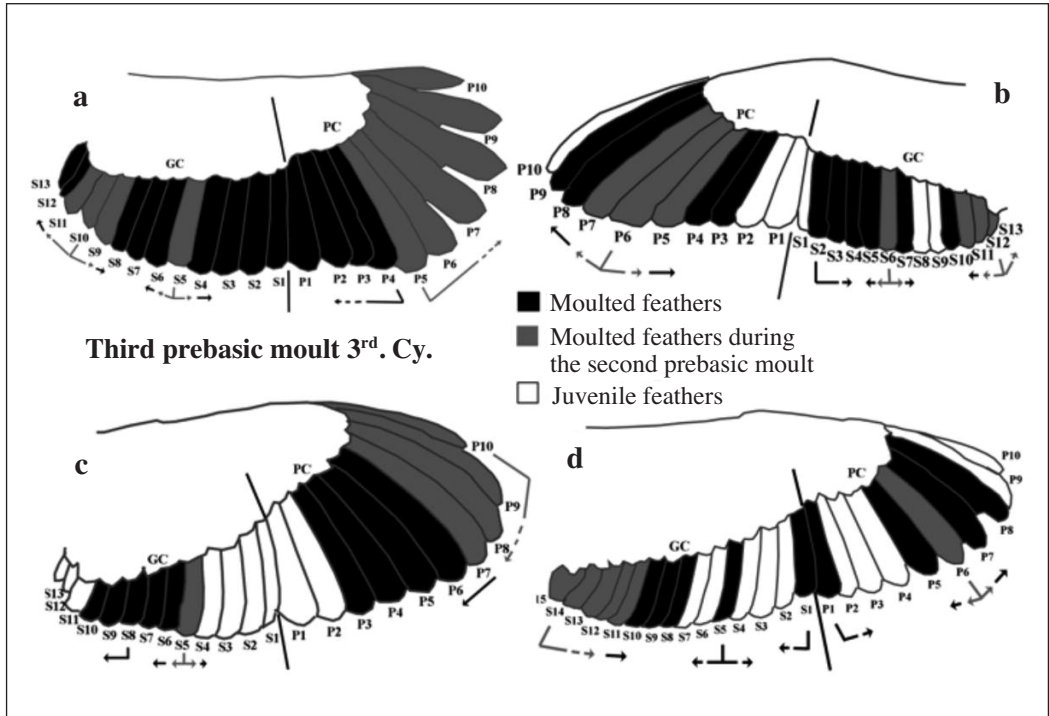 a
PC
P10
P9
P8
P7
P6
P5
P4
P3
P2
P1
S1
S2
S3
S4
S5
S6
S7
S8
S9
S10
S11
S12
S13
GC
b
PC
GC
P10
P9
P8
P7
P6
P5
P4
P3
P2
P1
S1
S2
S3
S4
S5
S6
S7
S8
S9
S10
S11
S12
S13
Moulted feathers
Moulted feathers during
the second prebasic moult
Juvenile feathers
Third prebasic moult 3rd. Cy.
c
PC
GC
P10
P9
P8
P7
P6
P5
P4
P3
P2
P1
S1
S2
S3
S4
S5
S6
S7
S8
S9
S10
S11
S12
S13
d
PC
GC
P10
P9
P8
P7
P6
P5
P4
P3
P2
P1
S1
S2
S3
S4
S5
S6
S7
S8
S9
S10
S11
S12
S13
S14
15